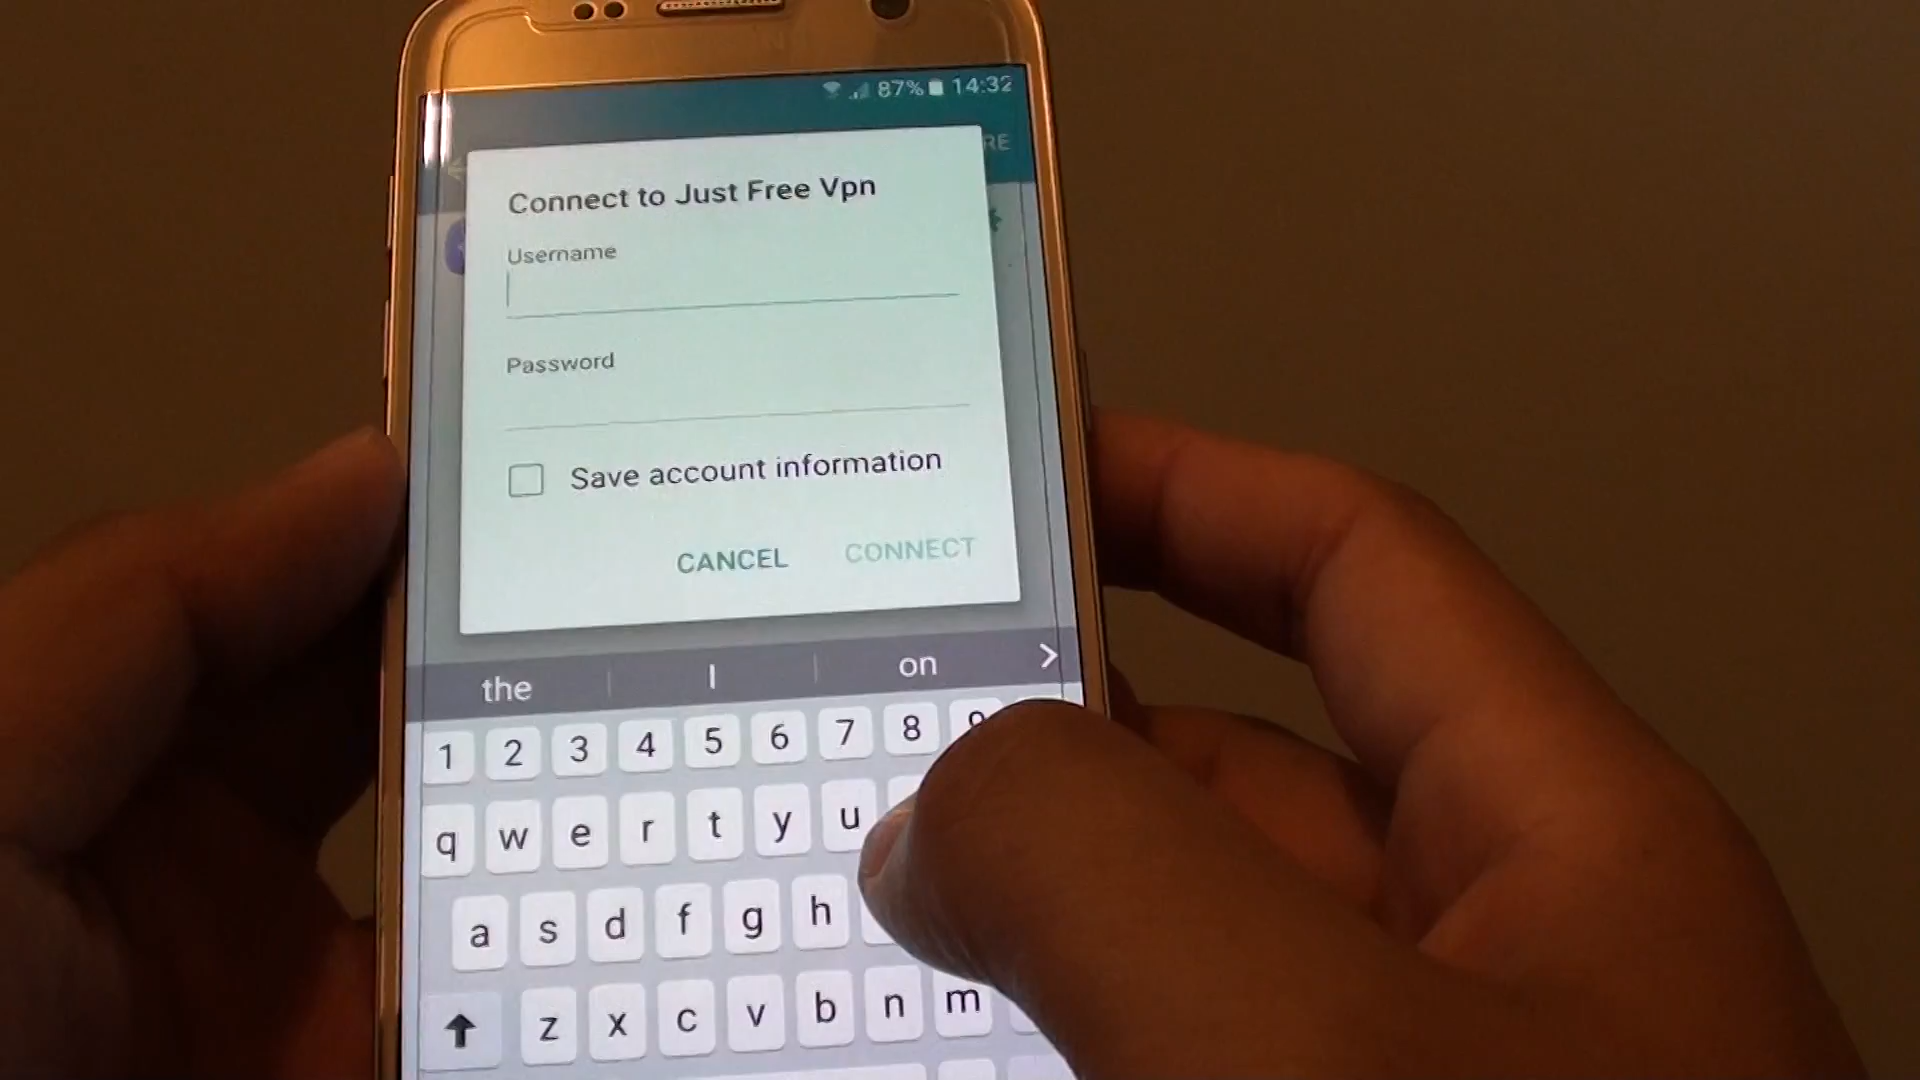 87% 14:32
RE
Connect to Just Free Vpn
Username
Password
Save account information
CANCEL CONNECT
the I on >
1 2 3 4 5 6 7 8 9
q w e r t y u
a s d f g h
z x c v b n m